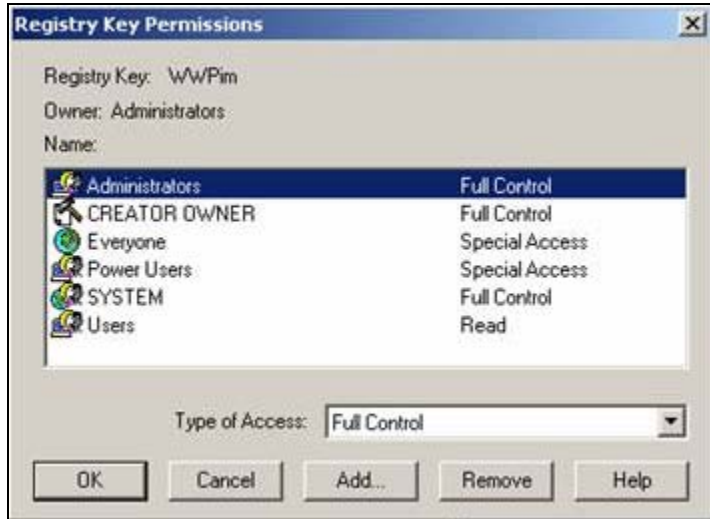 Registry Key Permissions
Registry Key: WWPim
Owner: Administrators
Name:
Administrators Full Control
CREATOR OWNER Full Control
Everyone Special Access
Power Users Special Access
SYSTEM Full Control
Users Read
Type of Access: Full Control
OK Cancel Add... Remove Help